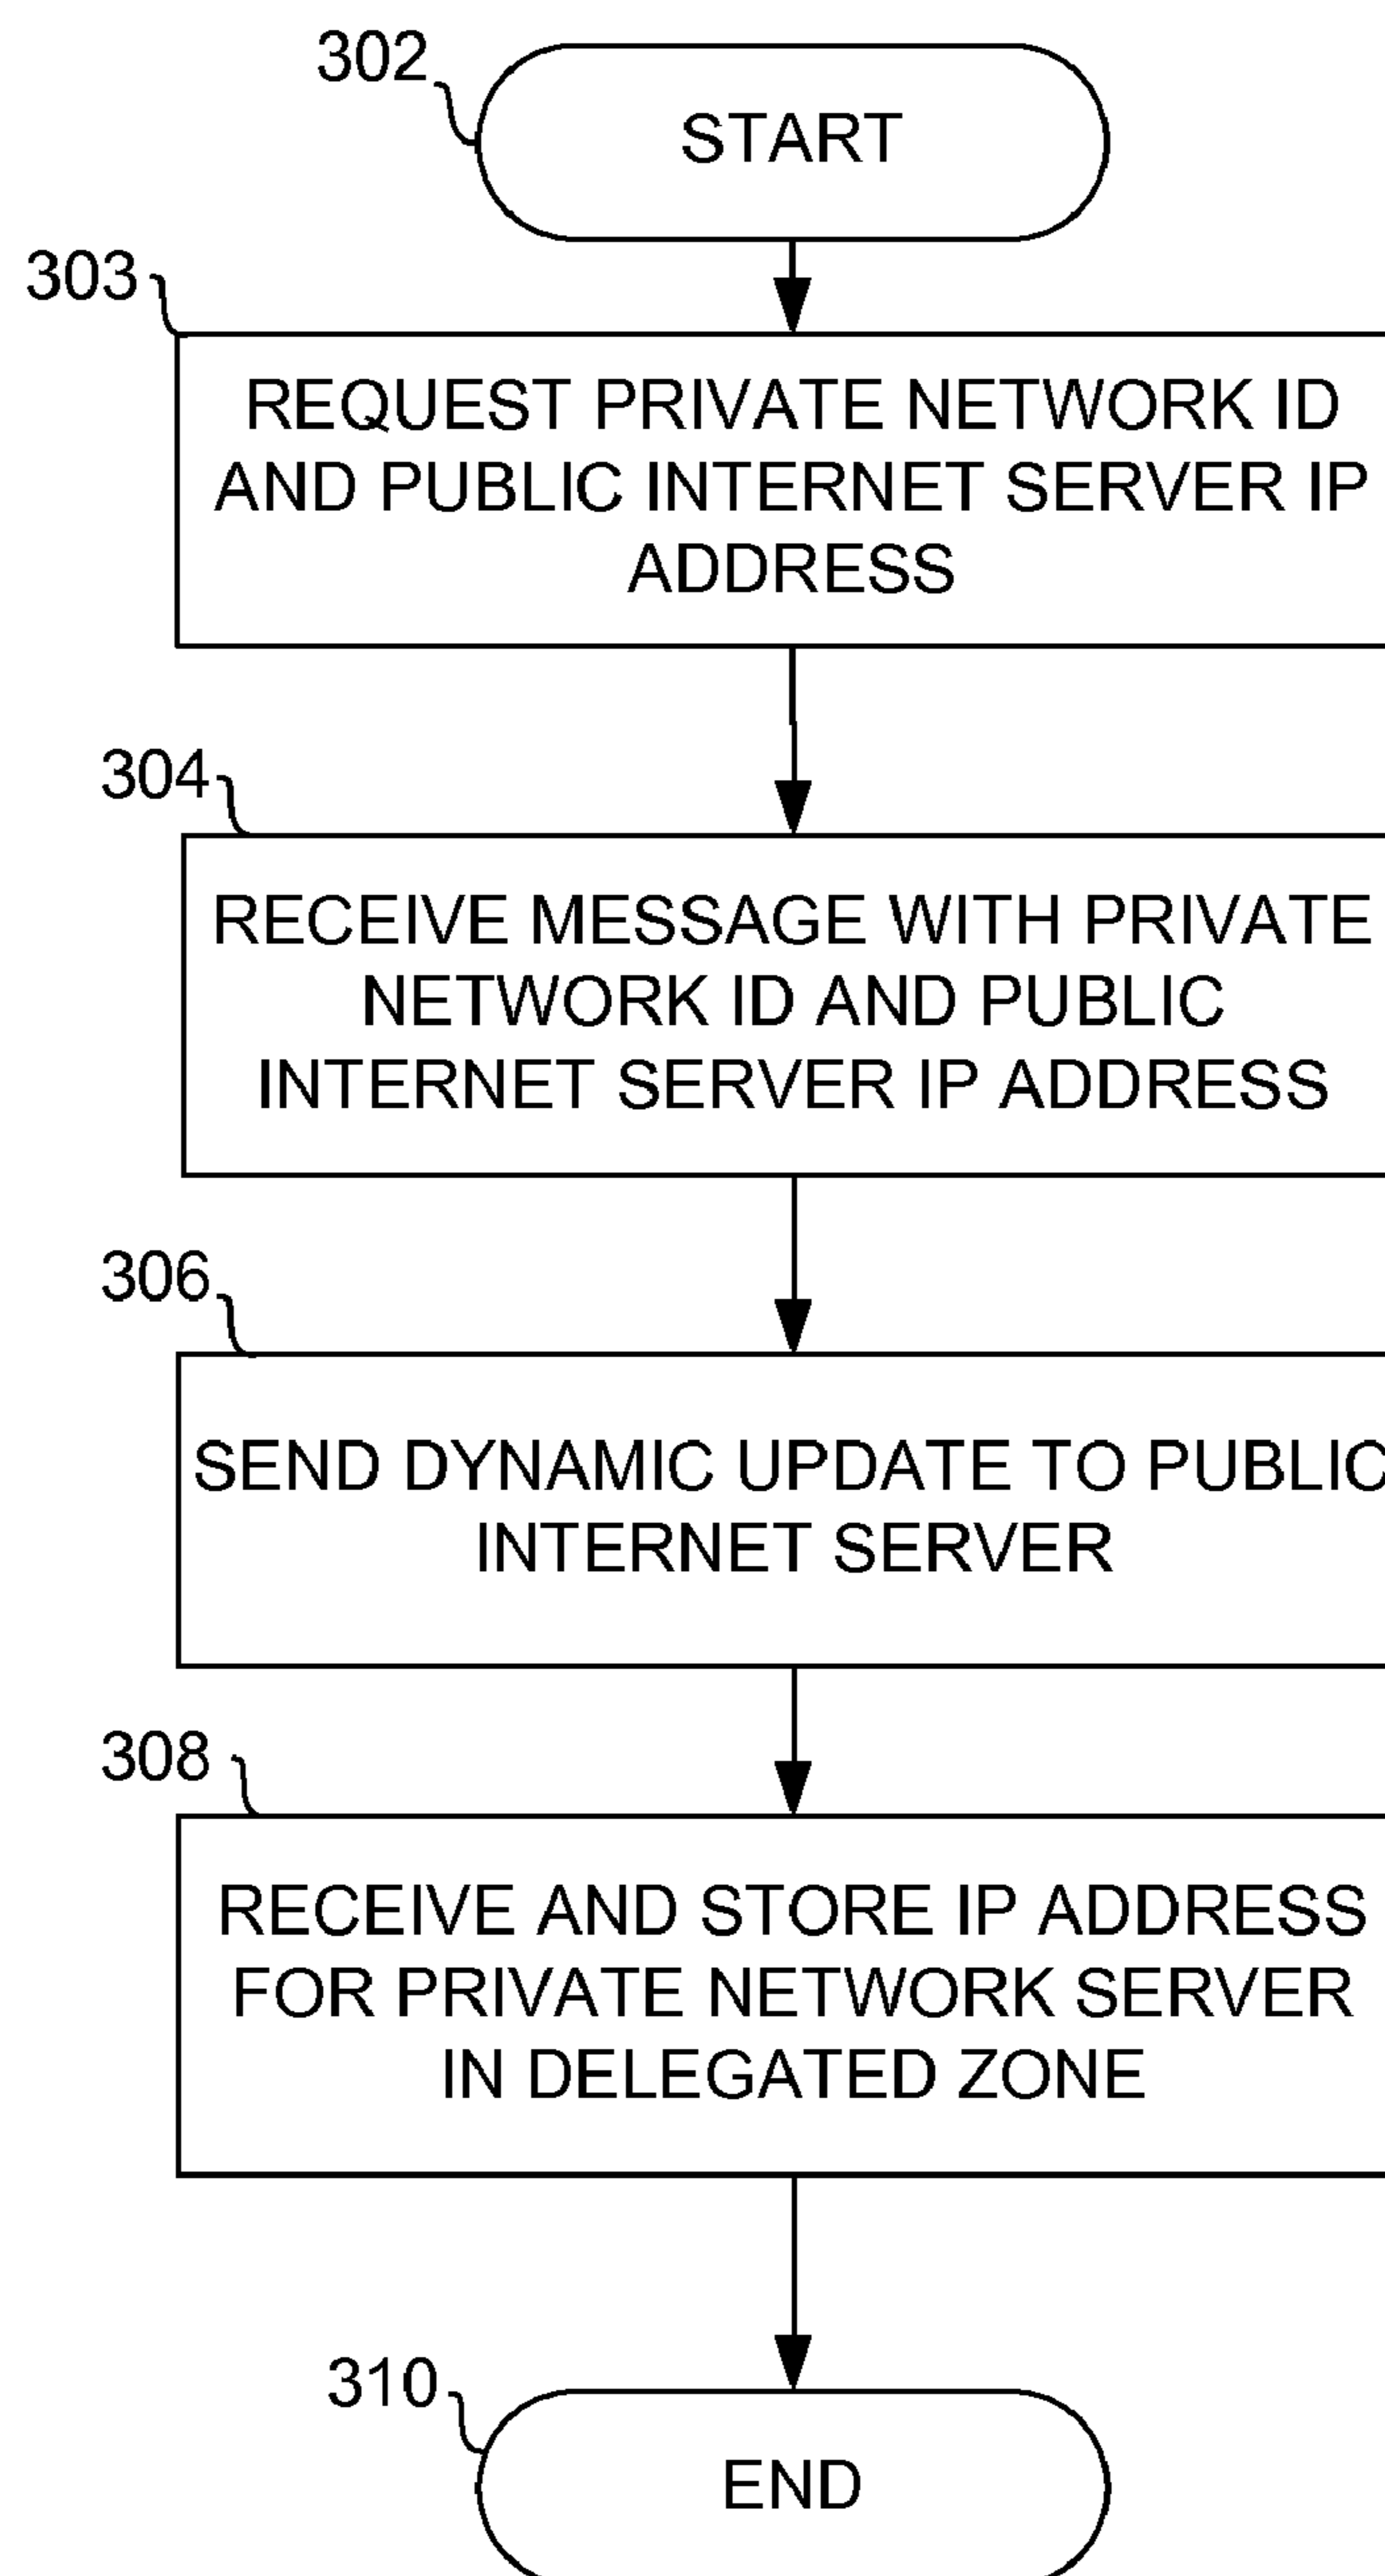 302
START
303
REQUEST PRIVATE NETWORK ID
AND PUBLIC INTERNET SERVER IP
ADDRESS
304
RECEIVE MESSAGE WITH PRIVATE
NETWORK ID AND PUBLIC
INTERNET SERVER IP ADDRESS
306
SEND DYNAMIC UPDATE TO PUBLIC
INTERNET SERVER
308
RECEIVE AND STORE IP ADDRESS
FOR PRIVATE NETWORK SERVER
IN DELEGATED ZONE
310
END